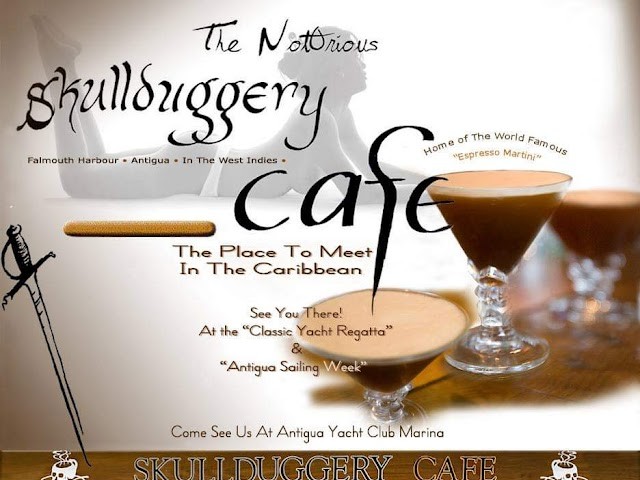 The Notorious
Skullduggery
Home of The World Famous
"Espresso Martini"
Falmouth Harbour • Antigua • In The West Indies •
cafe
The Place To Meet
In The Caribbean
See You There!
At the "Classic Yacht Regatta"
&
"Antigua Sailing Week"
Come See Us At Antigua Yacht Club Marina
SKULLDUGGERY CAFE